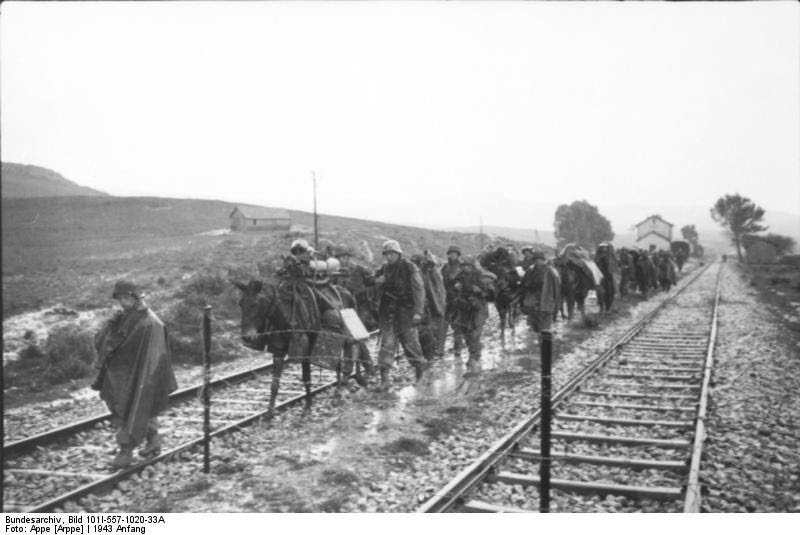 Bundesarchiv, Bild 101I-557-1020-33A
Foto: Appe [Arppe] | 1943 Anfang